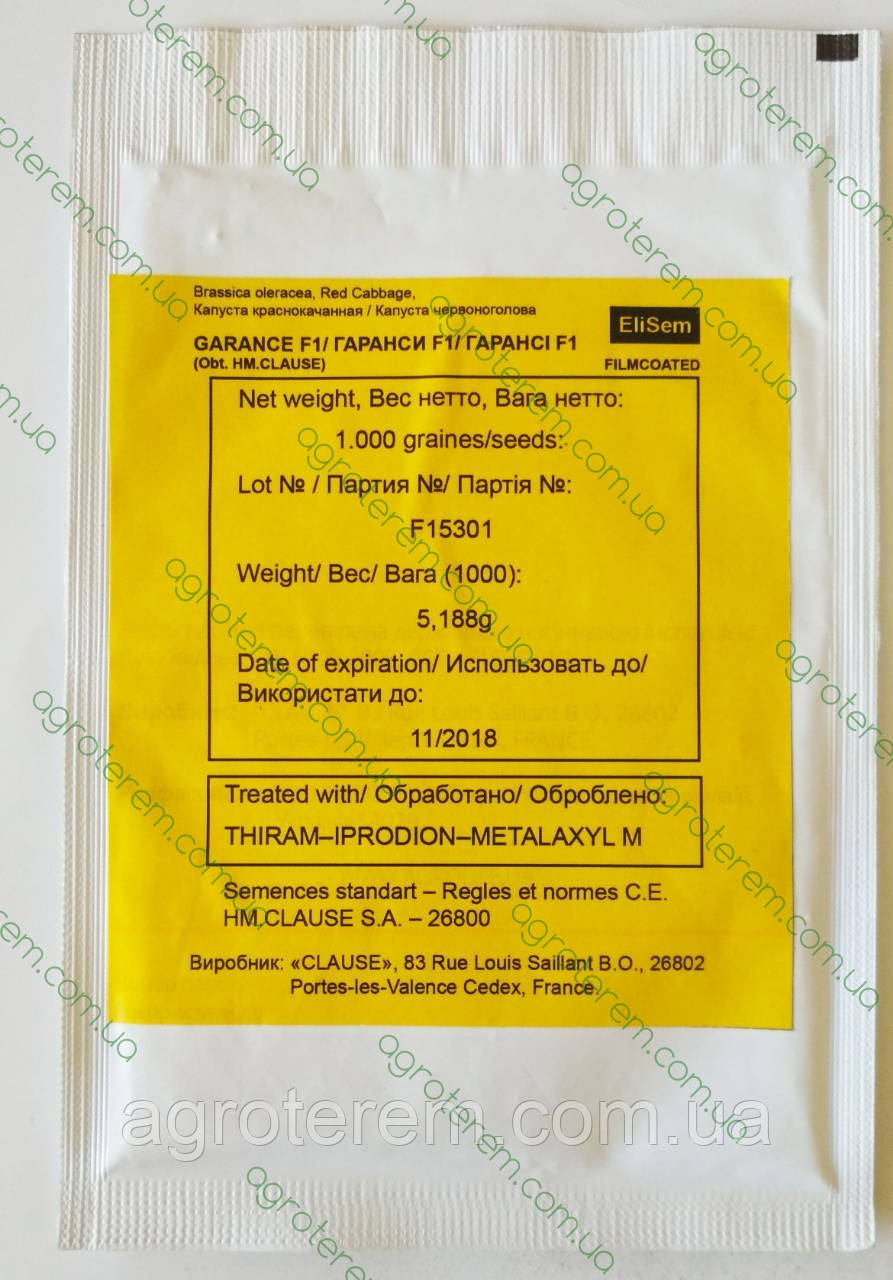 Brassica oleracea, Red Cabbage,
Капуста краснокачанная / Капуста червоноголова
EliSem
GARANCE F1/ ГАРАНСИ F1/ ГАРАНСІ F1
(Obt. HM.CLAUSE)
FILMCOATED
Net weight, Вес нетто, Вага нетто:
1.000 graines/seeds:
Lot № / Партия №/ Партія №:
F15301
Weight/ Вес/ Вага (1000):
5,188g
Date of expiration/ Использовать до/
Використати до:
11/2018
Treated with/ Обработано/ Оброблено:
THIRAM–IPRODION–METALAXYL M
Semences standart – Regles et normes C.E.
HM.CLAUSE S.A. – 26800
Виробник: «CLAUSE», 83 Rue Louis Saillant B.O., 26802
Portes-les-Valence Cedex, France.
agroterem.com.ua